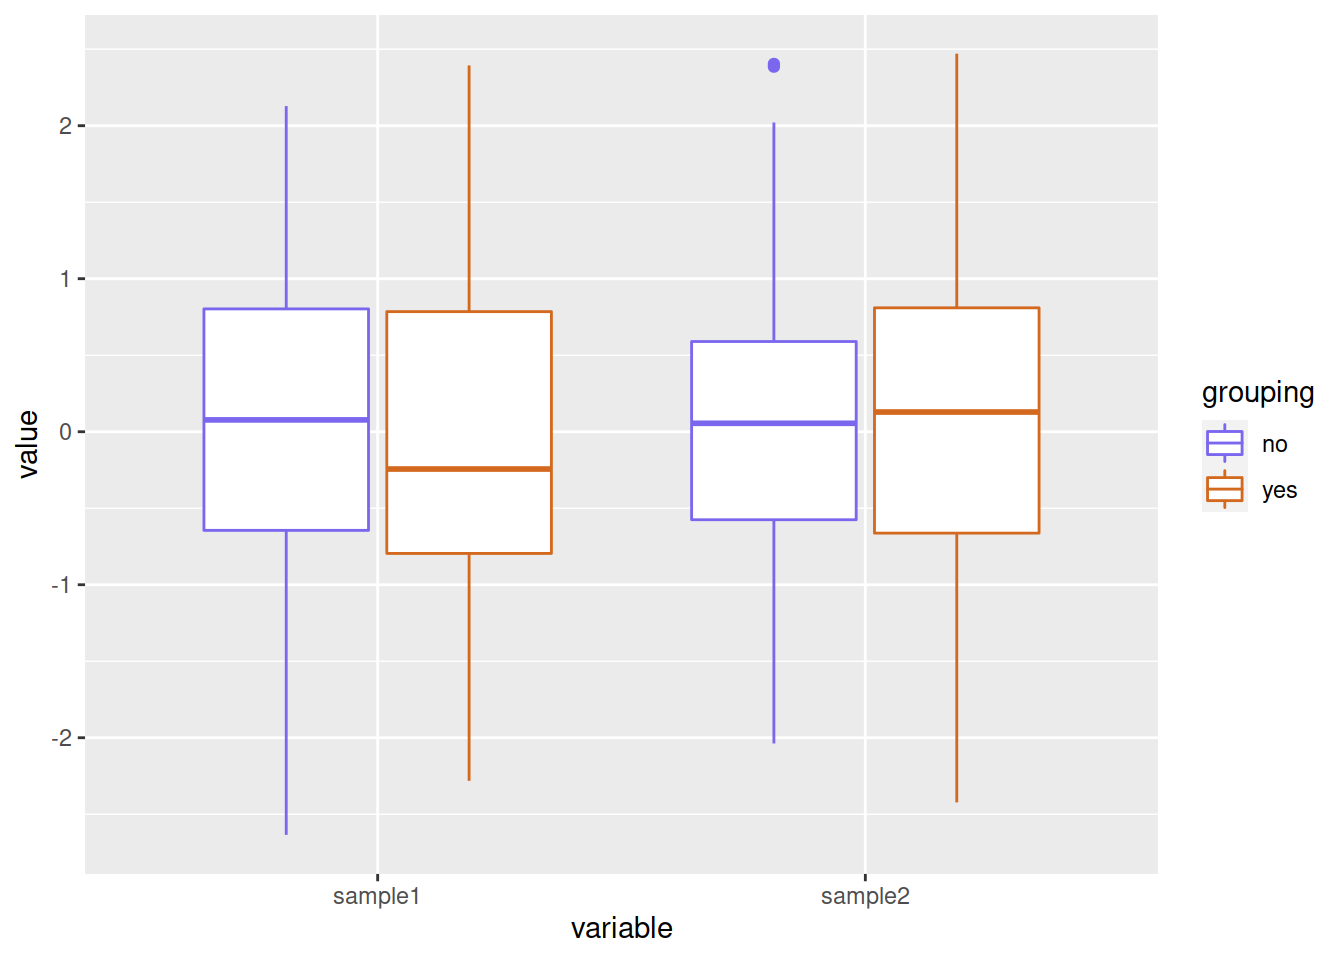 2
1
0
-1
-2
value
sample1
sample2
variable
grouping
no
yes